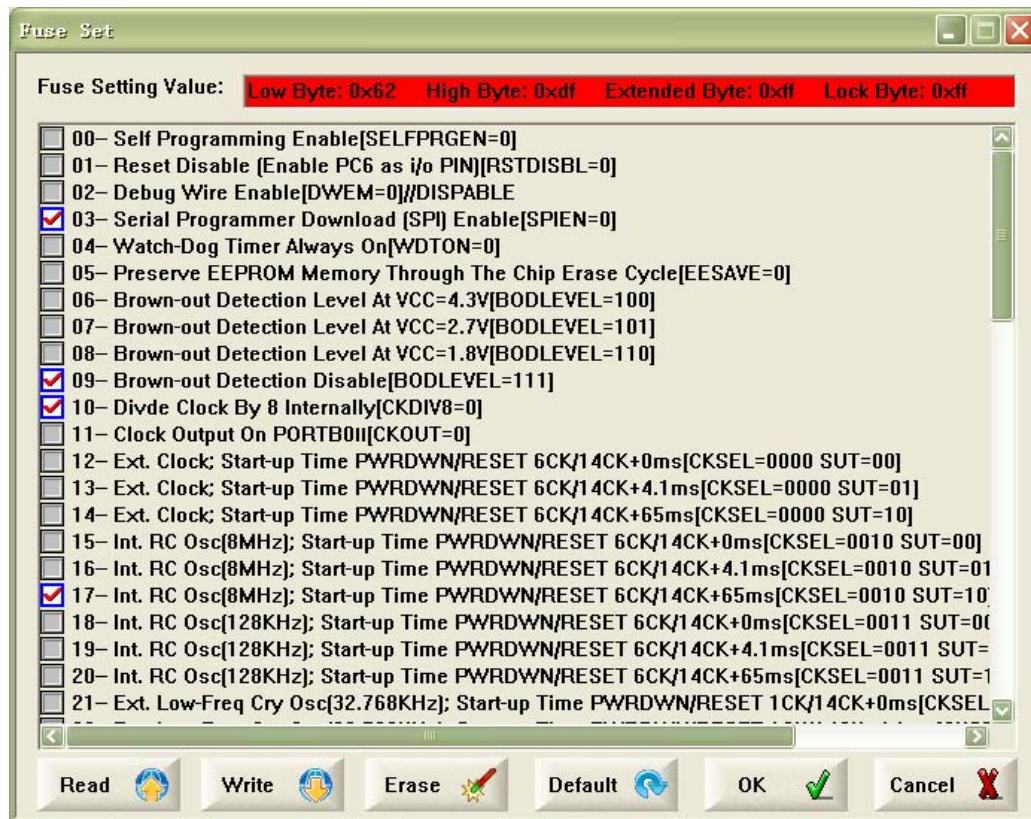 Fuse Set
Fuse Setting Value: Low Byte: 0x62 High Byte: 0xdf Extended Byte: 0xff Lock Byte: 0xff
00– Self Programming Enable[SELFPRGEN=0]
01– Reset Disable (Enable PC6 as i/o PIN)[RSTDISBL=0]
02– Debug Wire Enable[DWEM=0]//DISPABLE
03– Serial Programmer Download (SPI) Enable[SPIEN=0]
04– Watch-Dog Timer Always On[WDTON=0]
05– Preserve EEPROM Memory Through The Chip Erase Cycle[EESAVE=0]
06– Brown-out Detection Level At VCC=4.3V[BODLEVEL=100]
07– Brown-out Detection Level At VCC=2.7V[BODLEVEL=101]
08– Brown-out Detection Level At VCC=1.8V[BODLEVEL=110]
09– Brown-out Detection Disable[BODLEVEL=111]
10– Divde Clock By 8 Internally[CKDIV8=0]
11– Clock Output On PORTB0II[CKOUT=0]
12– Ext. Clock; Start-up Time PWRDWN/RESET 6CK/14CK+0ms[CKSEL=0000 SUT=00]
13– Ext. Clock; Start-up Time PWRDWN/RESET 6CK/14CK+4.1ms[CKSEL=0000 SUT=01]
14– Ext. Clock; Start-up Time PWRDWN/RESET 6CK/14CK+65ms[CKSEL=0000 SUT=10]
15– Int. RC Osc(8MHz); Start-up Time PWRDWN/RESET 6CK/14CK+0ms[CKSEL=0010 SUT=00]
16– Int. RC Osc(8MHz); Start-up Time PWRDWN/RESET 6CK/14CK+4.1ms[CKSEL=0010 SUT=01
17– Int. RC Osc(8MHz); Start-up Time PWRDWN/RESET 6CK/14CK+65ms[CKSEL=0010 SUT=10]
18– Int. RC Osc(128KHz); Start-up Time PWRDWN/RESET 6CK/14CK+0ms[CKSEL=0011 SUT=00
19– Int. RC Osc(128KHz); Start-up Time PWRDWN/RESET 6CK/14CK+4.1ms[CKSEL=0011 SUT=
20– Int. RC Osc(128KHz); Start-up Time PWRDWN/RESET 6CK/14CK+65ms[CKSEL=0011 SUT=1
21– Ext. Low-Freq Cry Osc(32.768KHz); Start-up Time PWRDWN/RESET 1CK/14CK+0ms[CKSEL
Read Write Erase Default OK Cancel